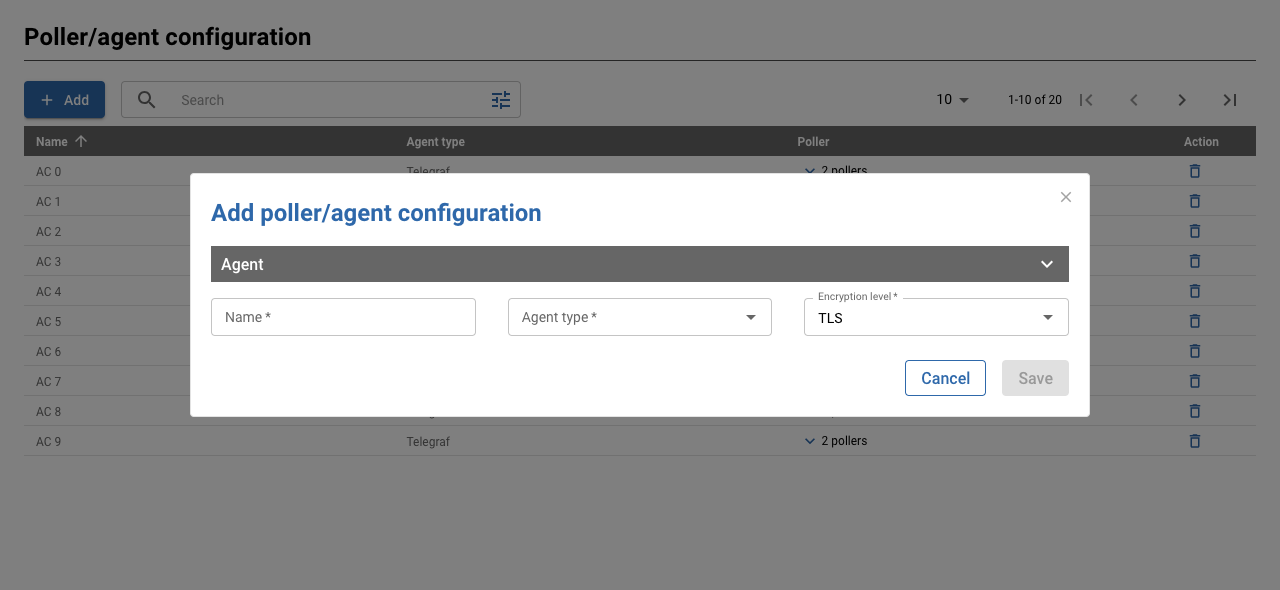 Poller/agent configuration
Add
Search
10
1-10 of 20
Name
Agent type
Poller
Action
AC 0
Telegraf
2 pollers
AC 1
AC 2
AC 3
AC 4
AC 5
AC 6
AC 7
AC 8
AC 9
Telegraf
2 pollers
Add poller/agent configuration
Agent
Name *
Agent type *
Encryption level *
TLS
Cancel
Save